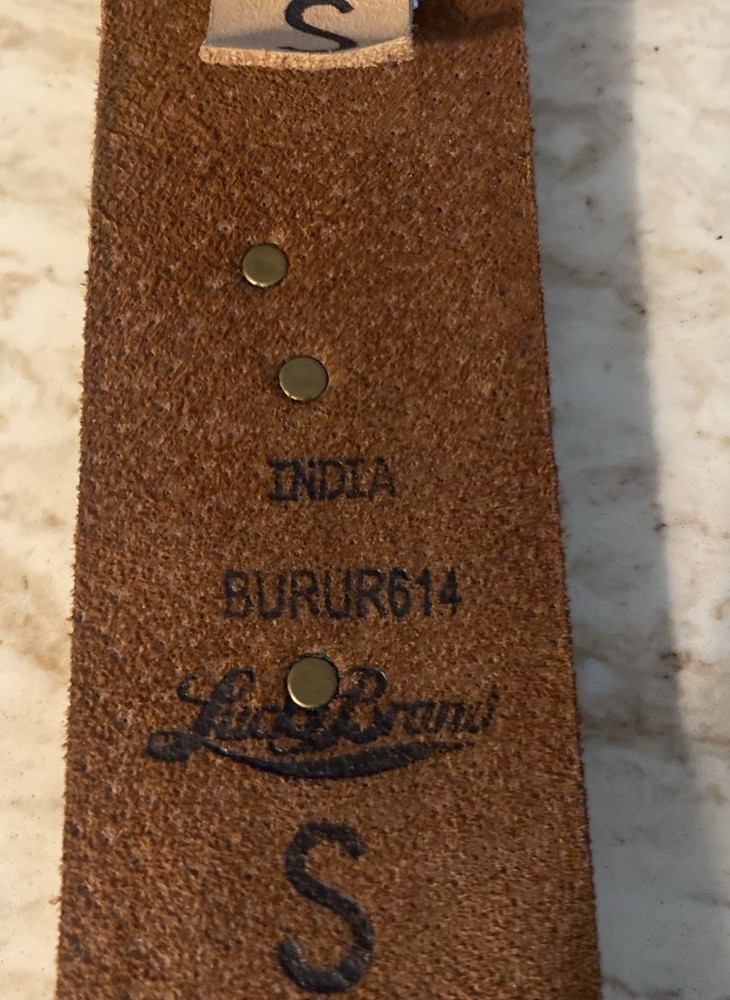 S
INDIA
BURUR614
Lucky Brand
S